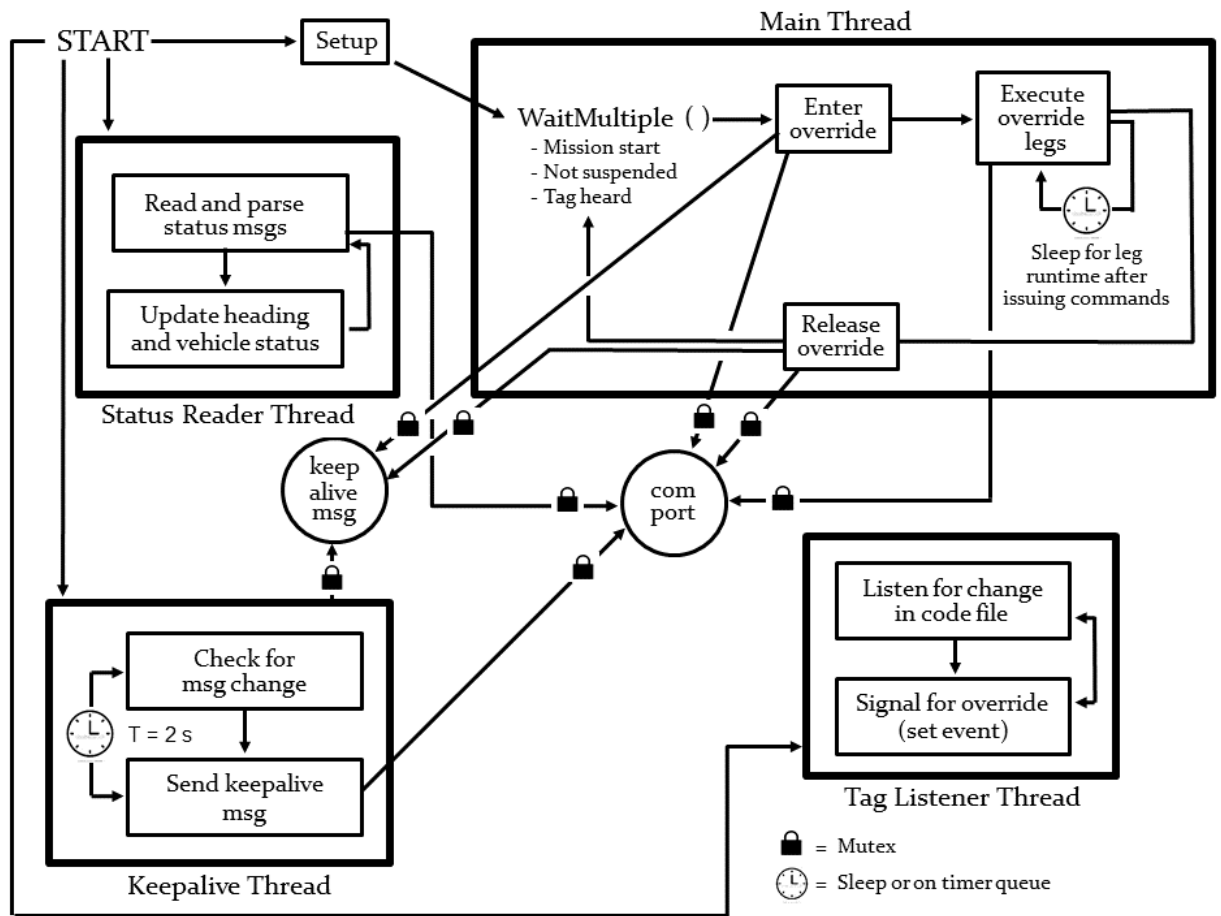 Main Thread
START
Setup
WaitMultiple ( )
- Mission start
- Not suspended
- Tag heard
Enter
override
Execute
override
legs
Sleep for leg
runtime after
issuing commands
Release
override
Read and parse
status msgs
Update heading
and vehicle status
Status Reader Thread
keep
alive
msg
com
port
Listen for change
in code file
Signal for override
(set event)
Tag Listener Thread
Check for
msg change
T = 2 s
Send keepalive
msg
Keepalive Thread
= Mutex
= Sleep or on timer queue